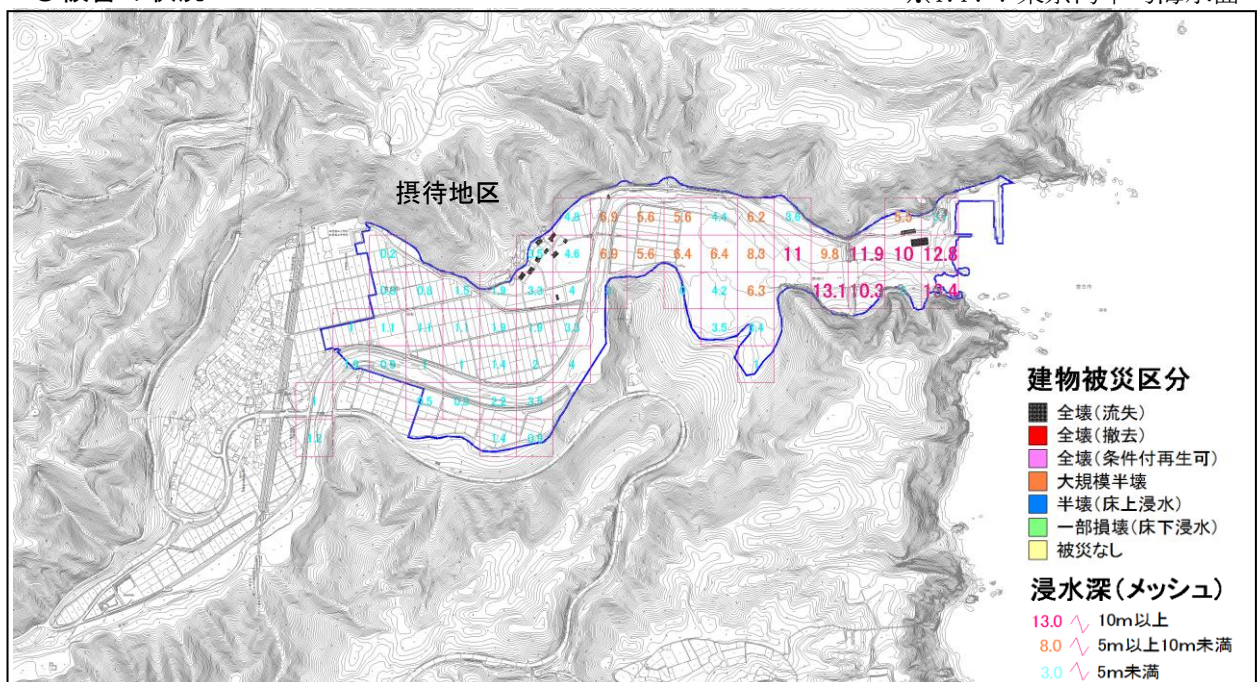 摂待地区
4.8 6.9 5.6 5.6 4.4 6.2 3.6 5.5
0.2 4.6 6.9 5.6 6.4 6.4 8.3 11 9.8 11.9 10 12.8
0.8 1.5 1.9 3.3 4 4.2 6.3 13.1 10.3 13.4
1 1.1 1.1 1.1 1.9 1.9 3.3 3.5
0.9 1 1 1.4 2 4
1 2.2 3.5
1.2 1.4 0.9
建物被災区分
全壊(流失)
全壊(撤去)
全壊(条件付再生可)
大規模半壊
半壊(床上浸水)
一部損壊(床下浸水)
被災なし
浸水深(メッシュ)
13.0 10m以上
8.0 5m以上10m未満
3.0 5m未満